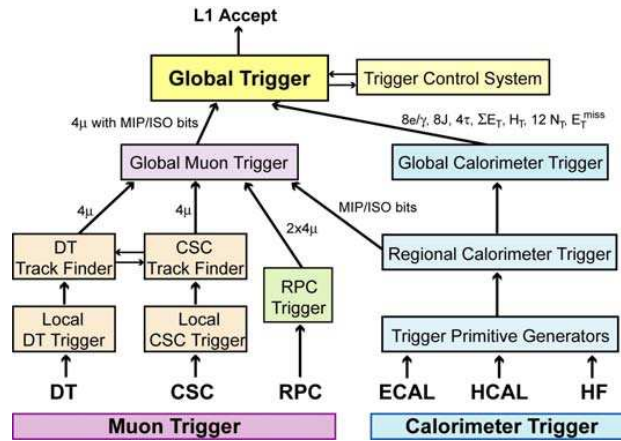 L1 Accept
Global Trigger
Trigger Control System
4μ with MIP/ISO bits
8e/γ, 8J, 4τ, ΣE_T, H_T, 12 N_T, E_T^miss
Global Muon Trigger
Global Calorimeter Trigger
4μ
4μ
2x4μ
MIP/ISO bits
DT
Track Finder
CSC
Track Finder
Regional Calorimeter Trigger
RPC
Trigger
Local
DT Trigger
Local
CSC Trigger
Trigger Primitive Generators
DT
CSC
RPC
ECAL
HCAL
HF
Muon Trigger
Calorimeter Trigger